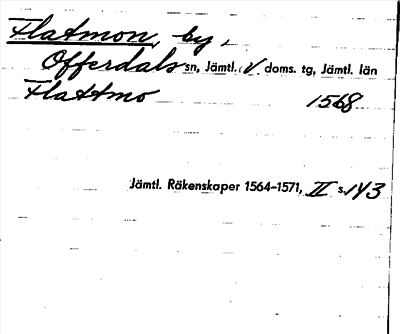 Flatmon, by,
Offerdals sn, Jämtl. V doms. tg, Jämtl. län
Flattmo 1568
Jämtl. Räkenskaper 1564-1571, II s. 143